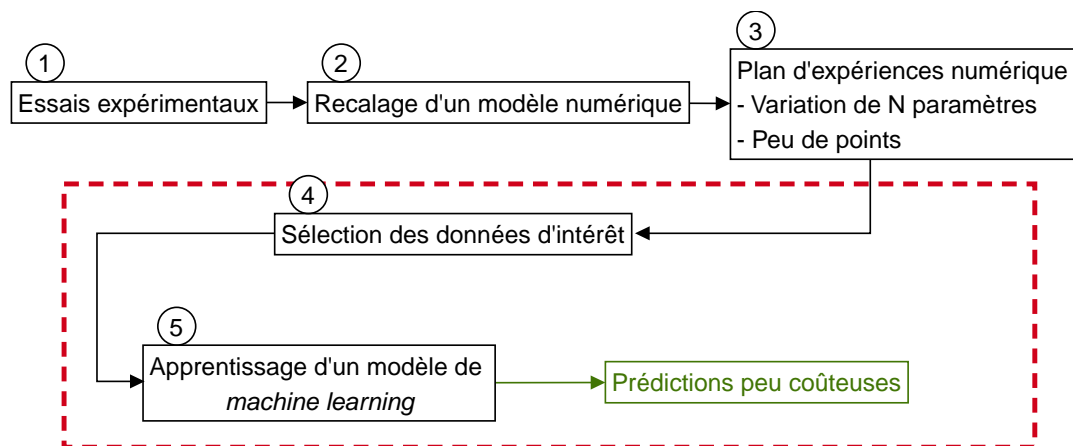 1
Essais expérimentaux
2
Recalage d'un modèle numérique
3
Plan d'expériences numérique
- Variation de N paramètres
- Peu de points
4
Sélection des données d'intérêt
5
Apprentissage d'un modèle de
machine learning
Prédictions peu coûteuses